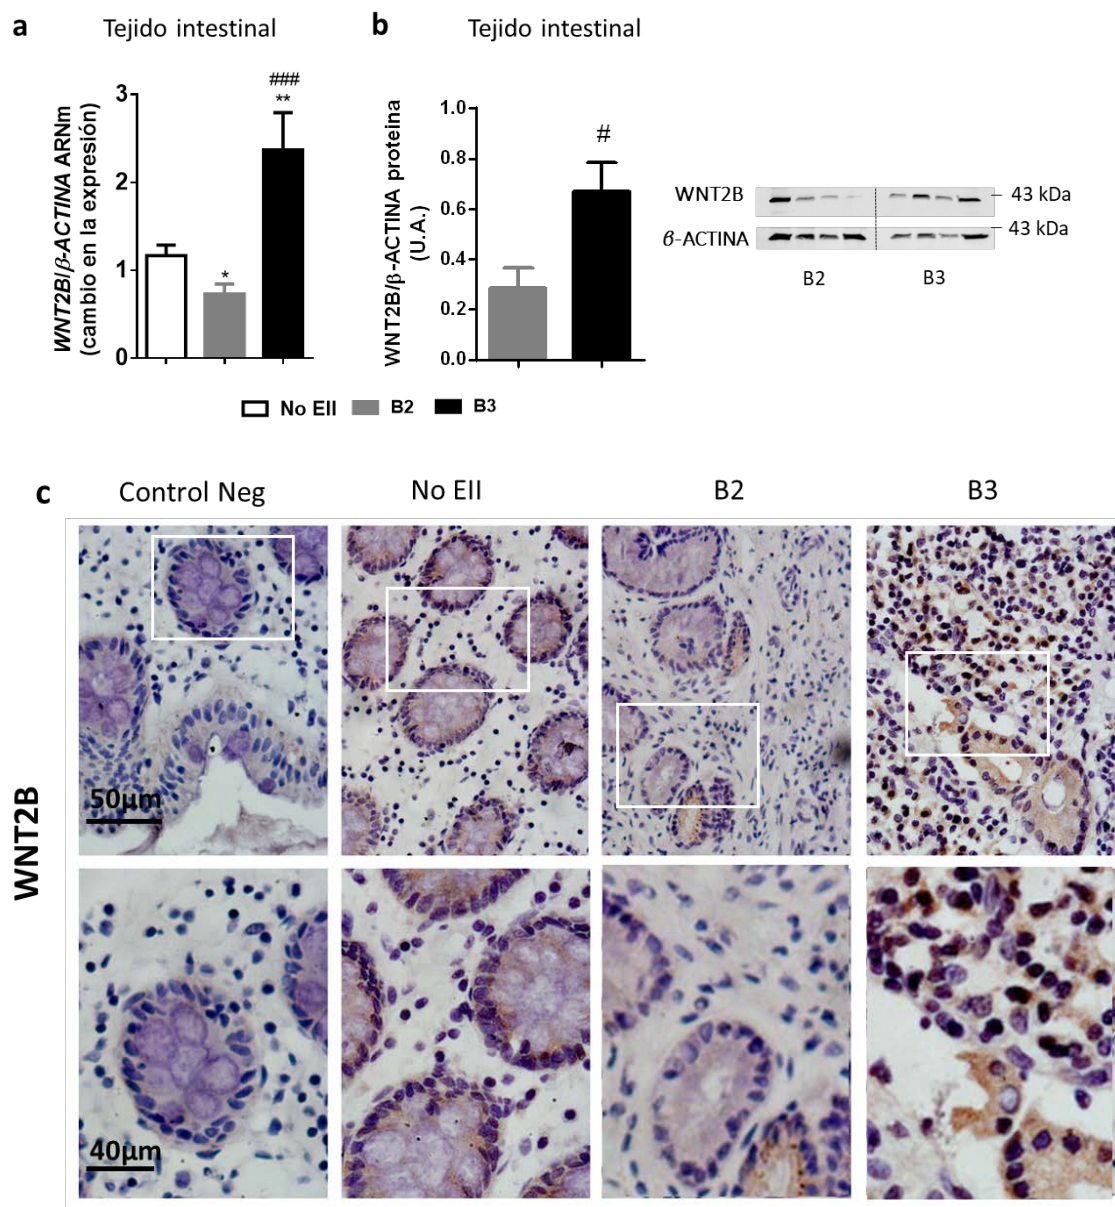 a
Tejido intestinal
WNT2B/β-ACTINA ARNm
(cambio en la expresión)
3
2
1
0
###
**
*
b
Tejido intestinal
WNT2B/β-ACTINA proteina
(U.A.)
1.0
0.8
0.6
0.4
0.2
0.0
#
WNT2B
43 kDa
β-ACTINA
43 kDa
B2
B3
No EII
B2
B3
c
Control Neg
No EII
B2
B3
WNT2B
50µm
40µm